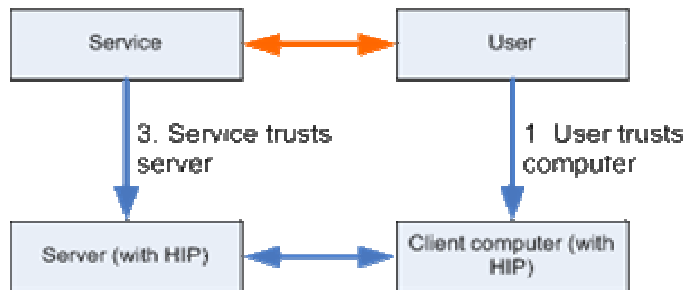 Service
User
3. Service trusts
server
1 User trusts
computer
Server (with HIP)
Client computer (with
HIP)